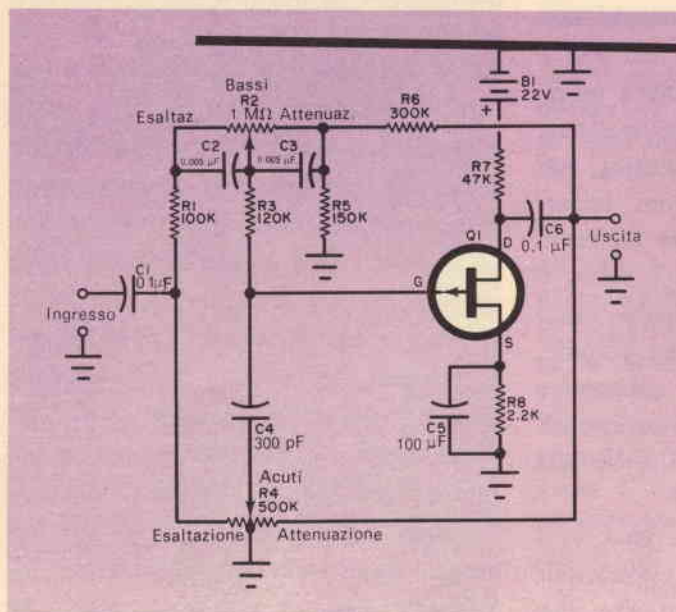 B1
22V
+
Bassi
R2
Esaltaz. 1 MΩ Attenuaz.
R6
300K
C2
0.005 µF
C3
0.005 µF
R7
47K
R1
100K
R3
120K
R5
150K
Q1
D
C6
0.1 µF
Uscita
C1
0.1µF
G
Ingresso
S
C4
300 pF
C5
100 µF
R8
2.2K
Acuti
R4
500K
Esaltazione
Attenuazione